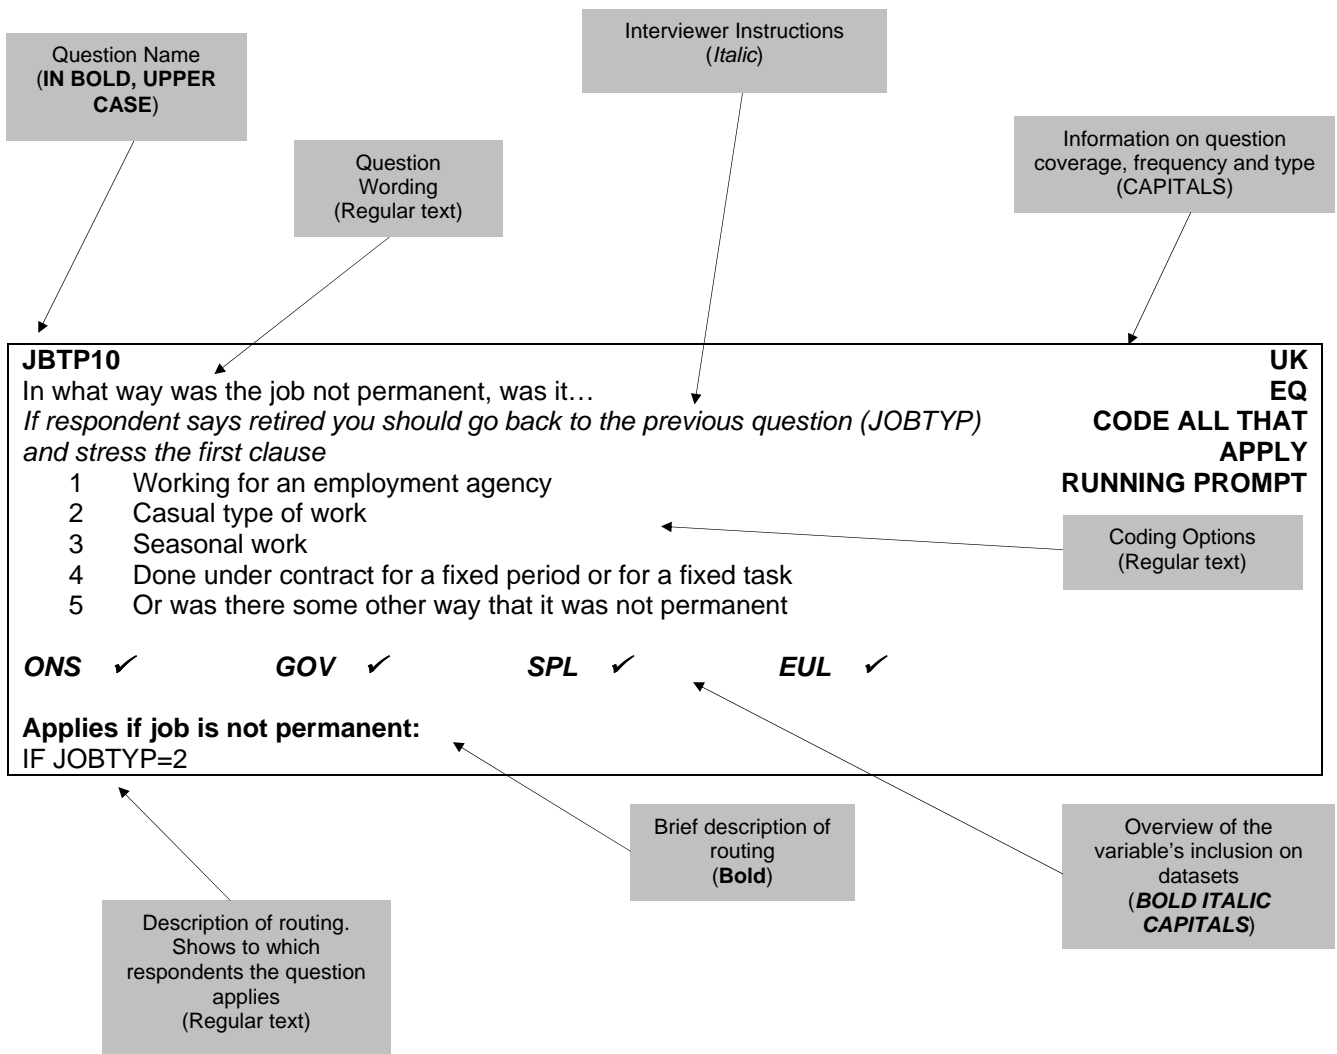 Interviewer Instructions
(Italic)
Question Name
(IN BOLD, UPPER
CASE)
Information on question
coverage, frequency and type
(CAPITALS)
Question
Wording
(Regular text)
JBTP10
UK
In what way was the job not permanent, was it…
EQ
If respondent says retired you should go back to the previous question (JOBTYP)
CODE ALL THAT
and stress the first clause
APPLY
1 Working for an employment agency
RUNNING PROMPT
2 Casual type of work
3 Seasonal work
4 Done under contract for a fixed period or for a fixed task
5 Or was there some other way that it was not permanent
Coding Options
(Regular text)
ONS ✓ GOV ✓ SPL ✓ EUL ✓
Applies if job is not permanent:
IF JOBTYP=2
Brief description of
routing
(Bold)
Overview of the
variable’s inclusion on
datasets
(BOLD ITALIC
CAPITALS)
Description of routing.
Shows to which
respondents the question
applies
(Regular text)